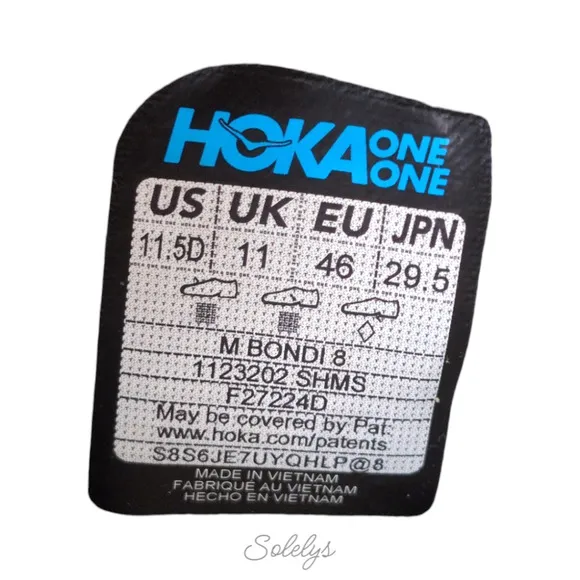 HOKA ONE ONE
US UK EU JPN
11.5D 11 46 29.5
M BONDI 8
1123202 SHMS
F27224D
May be covered by Pat.
www.hoka.com/patents
S8S6JE7UYQHLP@8
MADE IN VIETNAM
FABRIQUE AU VIETNAM
HECHO EN VIETNAM
Solelys